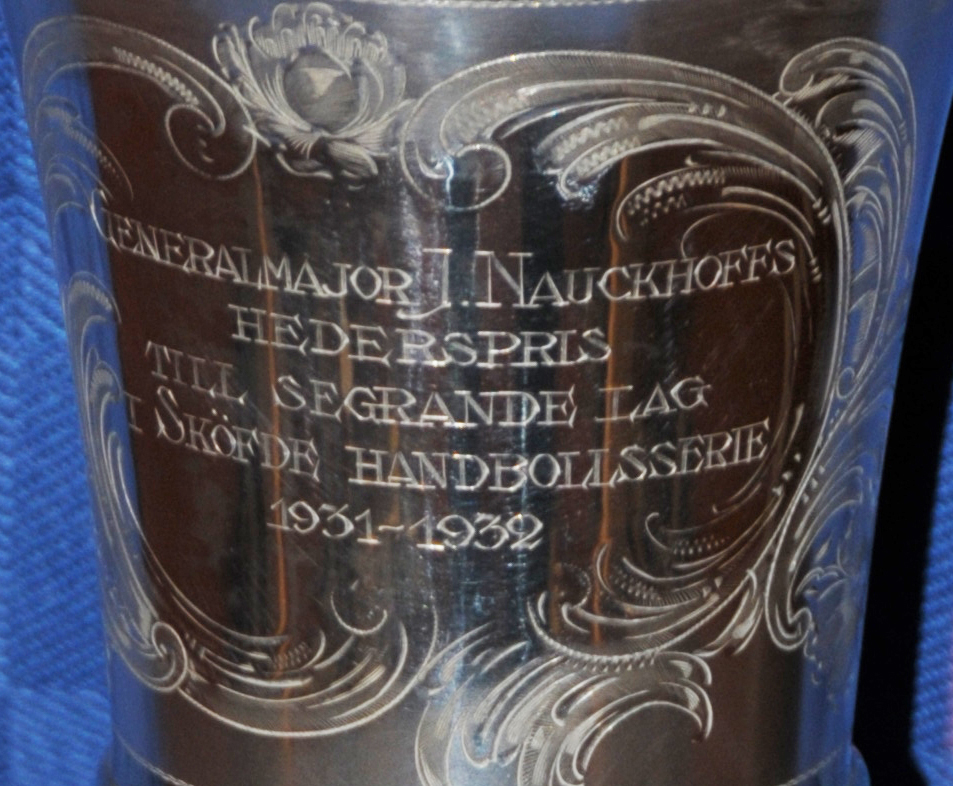 GENERALMAJOR J. NAUCKHOFFS
HEDERSPRIS
TILL SEGRANDE LAG
I SKÖFDE HANDBOLLSSERIE
1931-1932